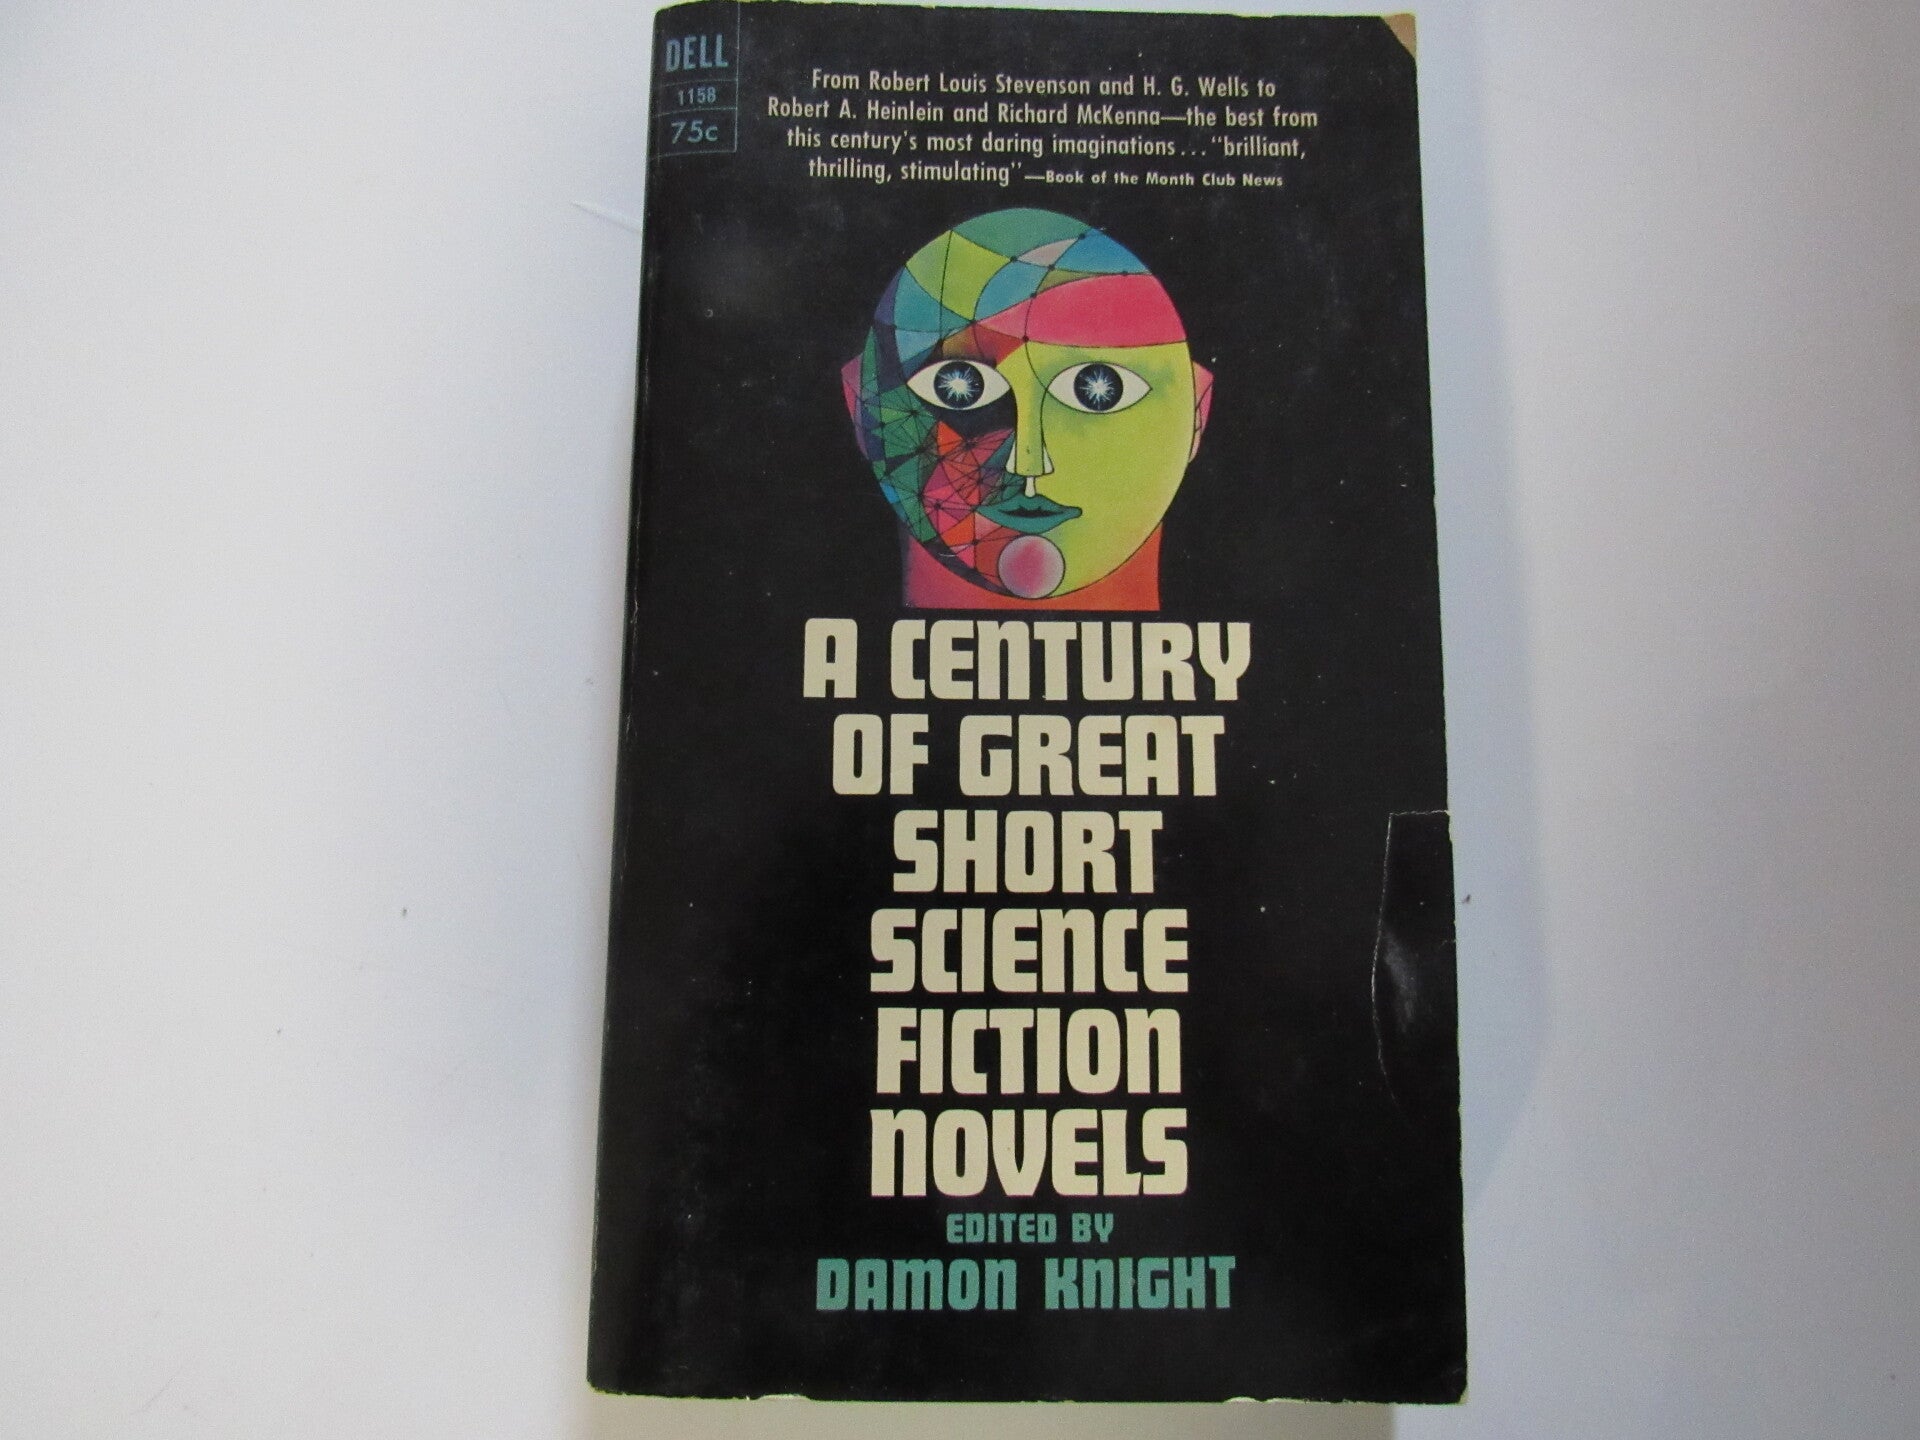 DELL
1158
75c
From Robert Louis Stevenson and H. G. Wells to
Robert A. Heinlein and Richard McKenna—the best from
this century's most daring imaginations... "brilliant,
thrilling, stimulating"—Book of the Month Club News
A CENTURY
OF GREAT
SHORT
SCIENCE
FICTION
NOVELS
EDITED BY
DAMON KNIGHT